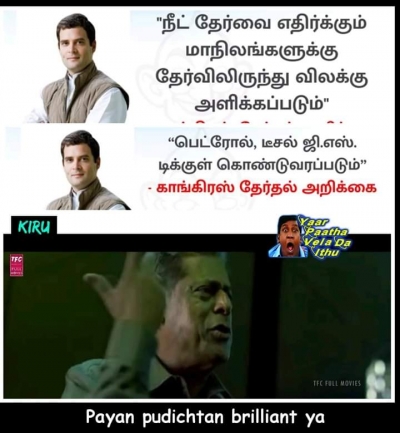 "நீட் தேர்வை எதிர்க்கும்
மாநிலங்களுக்கு
தேர்விலிருந்து விலக்கு
அளிக்கப்படும்"
“பெட்ரோல், டீசல் ஜி.எஸ்.
டிக்குள் கொண்டுவரப்படும்”
- காங்கிரஸ் தேர்தல் அறிக்கை
KIRU
Yaar
Paatha
Vela Da
Ithu
TFC
TFC FULL MOVIES
Payan pudichtan brilliant ya